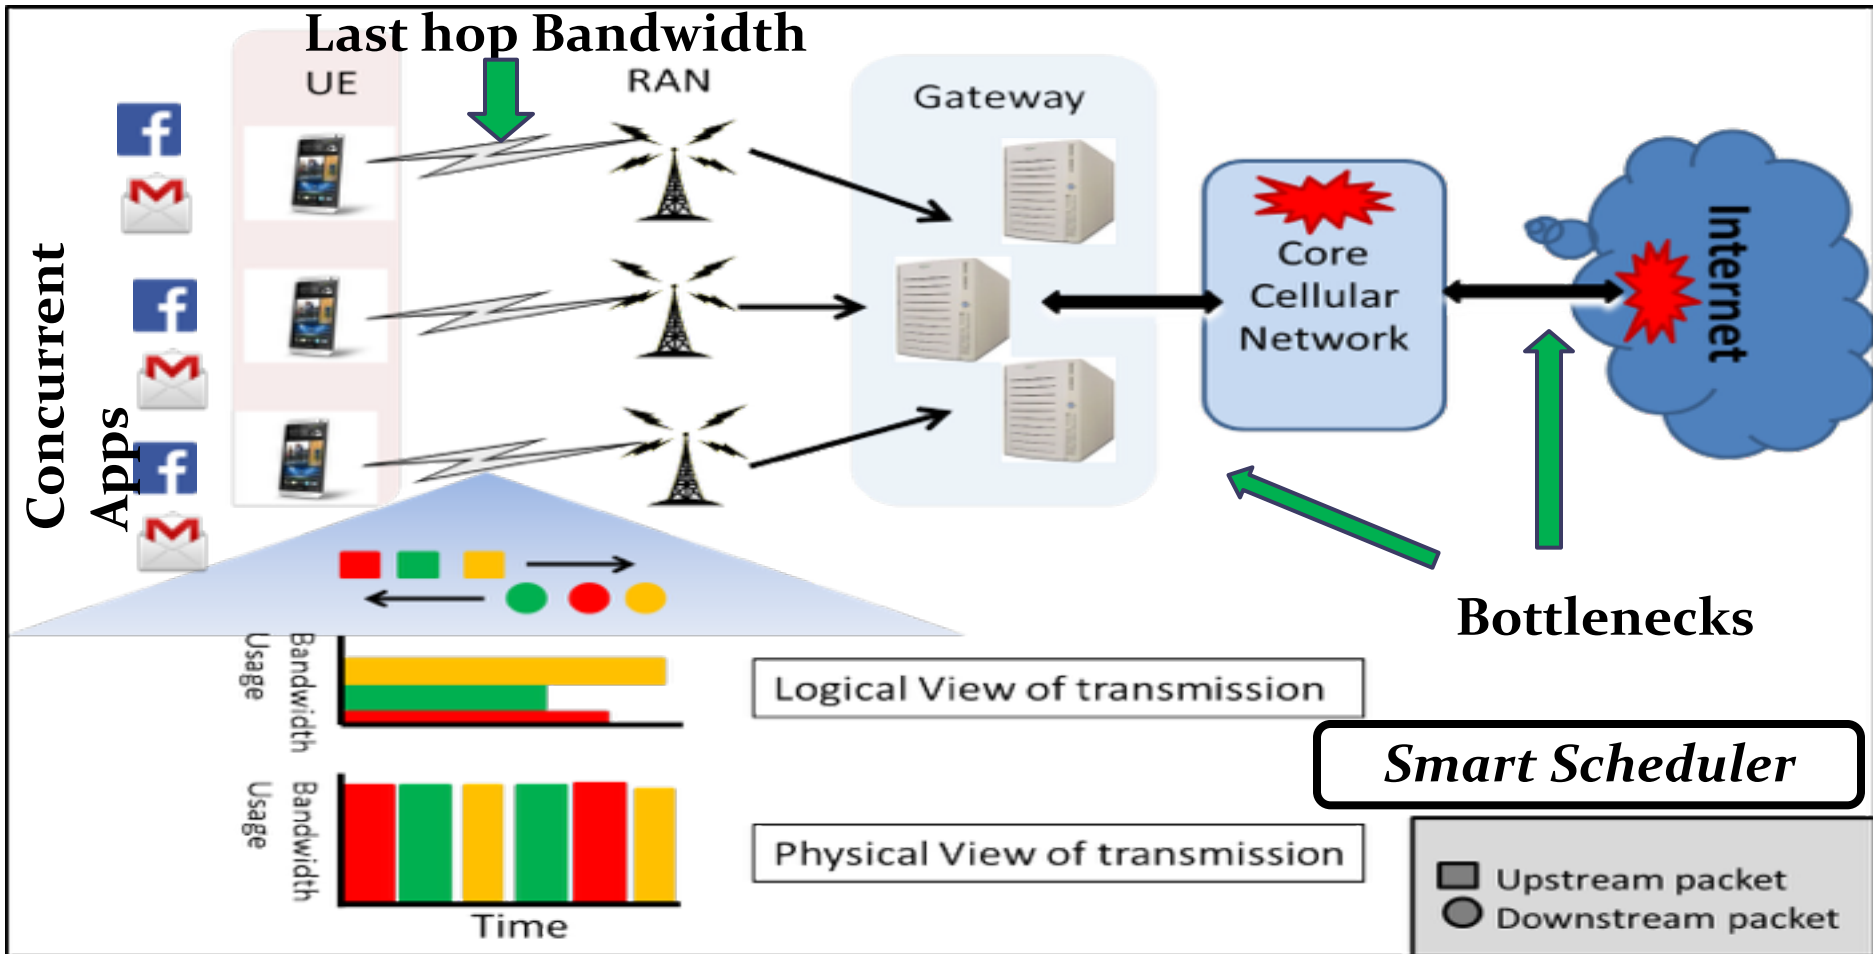 Last hop Bandwidth
UE
RAN
Gateway
Concurrent
Apps
Core
Cellular
Network
Internet
Bottlenecks
Bandwidth
Usage
Logical View of transmission
Smart Scheduler
Bandwidth
Usage
Physical View of transmission
Time
Upstream packet
Downstream packet